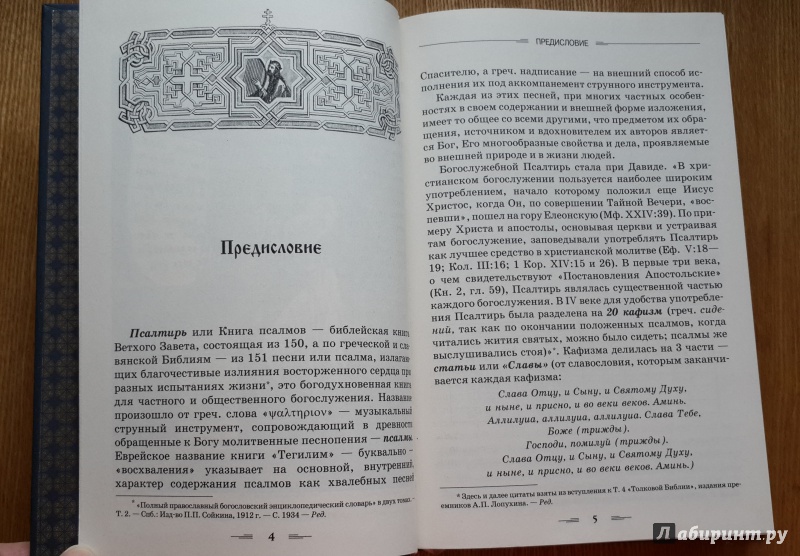 Предисловие
Псалтирь или Книга псалмов — библейская книга
Ветхого Завета, состоящая из 150, а по греческой и сла-
вянской Библиям — из 151 песни или псалма, излагаю-
щих благочестивые излияния восторженного сердца при
разных испытаниях жизни*, это богодухновенная книга
для частного и общественного богослужения. Название
произошло от греч. слова «ψαλτηριον» — музыкальный
струнный инструмент, сопровождающий в древности
обращенные к Богу молитвенные песнопения — псалмы.
Еврейское название книги «Тегилим» — буквально —
«восхваления» указывает на основной, внутренний
характер содержания псалмов как хвалебных песней
* «Полный православный богословский энциклопедический словарь» в двух томах.
Т. 2. — Спб.: Изд-во П.П. Сойкина, 1912 г. — С. 1934 — Ред.
4
ПРЕДИСЛОВИЕ
Спасителю, а греч. надписание — на внешний способ ис-
полнения их под аккомпанемент струнного инструмента.
Каждая из этих песней, при многих частных особен-
ностях в своем содержании и внешней форме изложения,
имеет то общее со всеми другими, что предметом их об-
ращения, источником и вдохновителем их авторов являет-
ся Бог, Его многообразные свойства и дела, проявляемые
во внешней природе и в жизни людей.
Богослужебной Псалтирь стала при Давиде. «В хри-
стианском богослужении пользуется наиболее широким
употреблением, начало которому положил еще Иисус
Христос, когда Он, по совершении Тайной Вечери, «вос-
певши», пошел на гору Елеонскую (Мф. XXIV:39). По при-
меру Христа и апостолы, основывая церкви и устраивая
там богослужение, заповедывали употреблять Псалтирь
как лучшее средство в христианской молитве (Еф. V:18—
19; Кол. III:16; 1 Кор. XIV:15 и 26). В первые три века,
о чем свидетельствуют «Постановления Апостольские»
(Кн. 2, гл. 59), Псалтирь являлась существенной частью
каждого богослужения. В IV веке для удобства употребле-
ния Псалтирь была разделена на 20 кафизм (греч. сиде-
ний, так как по окончании положенных псалмов, когда
читались жития святых, можно было сидеть; псалмы же
выслушивались стоя)»*. Кафизма делилась на 3 части —
статьи или «Славы» (от славословия, которым заканчи-
вается каждая кафизма:
Слава Отцу, и Сыну, и Святому Духу,
и ныне, и присно, и во веки веков. Аминь.
Аллилуиа, аллилуиа, аллилуиа. Слава Тебе,
Боже (трижды).
Господи, помилуй (трижды).
Слава Отцу, и Сыну, и Святому Духу,
и ныне, и присно, и во веки веков. Аминь.)
* Здесь и далее цитаты взяты из вступления к Т. 4 «Толковой Библии», издания пре-
емников А.П. Лопухина. — Ред.
5
Лабиринт.ру